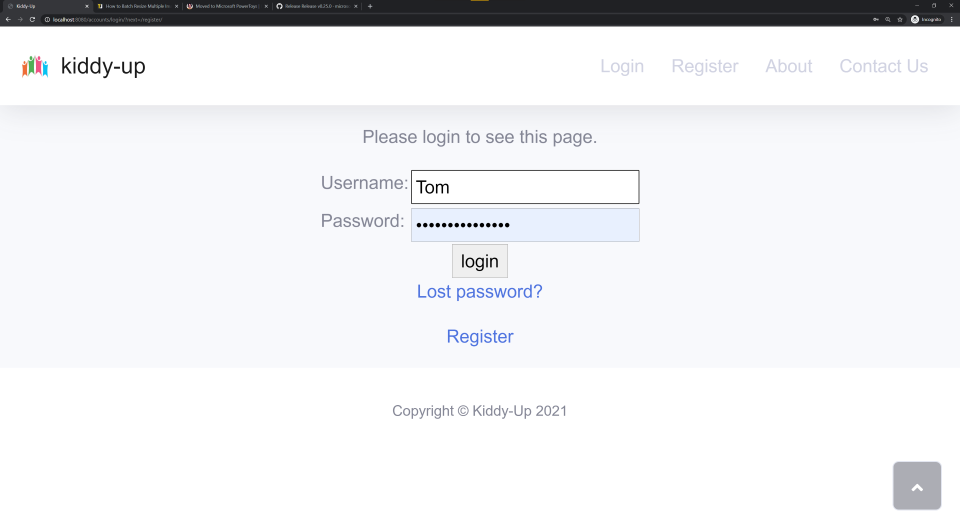 Kiddy-Up
How to Batch Resize Multiple Im
Moved to Microsoft PowerToys
Release Release v0.25.0 · micros
localhost:8080/accounts/login/?next=/register/
Incognito
kiddy-up
Login Register About Contact Us
Please login to see this page.
Username: Tom
Password: •••••••••••••••
login
Lost password?
Register
Copyright © Kiddy-Up 2021